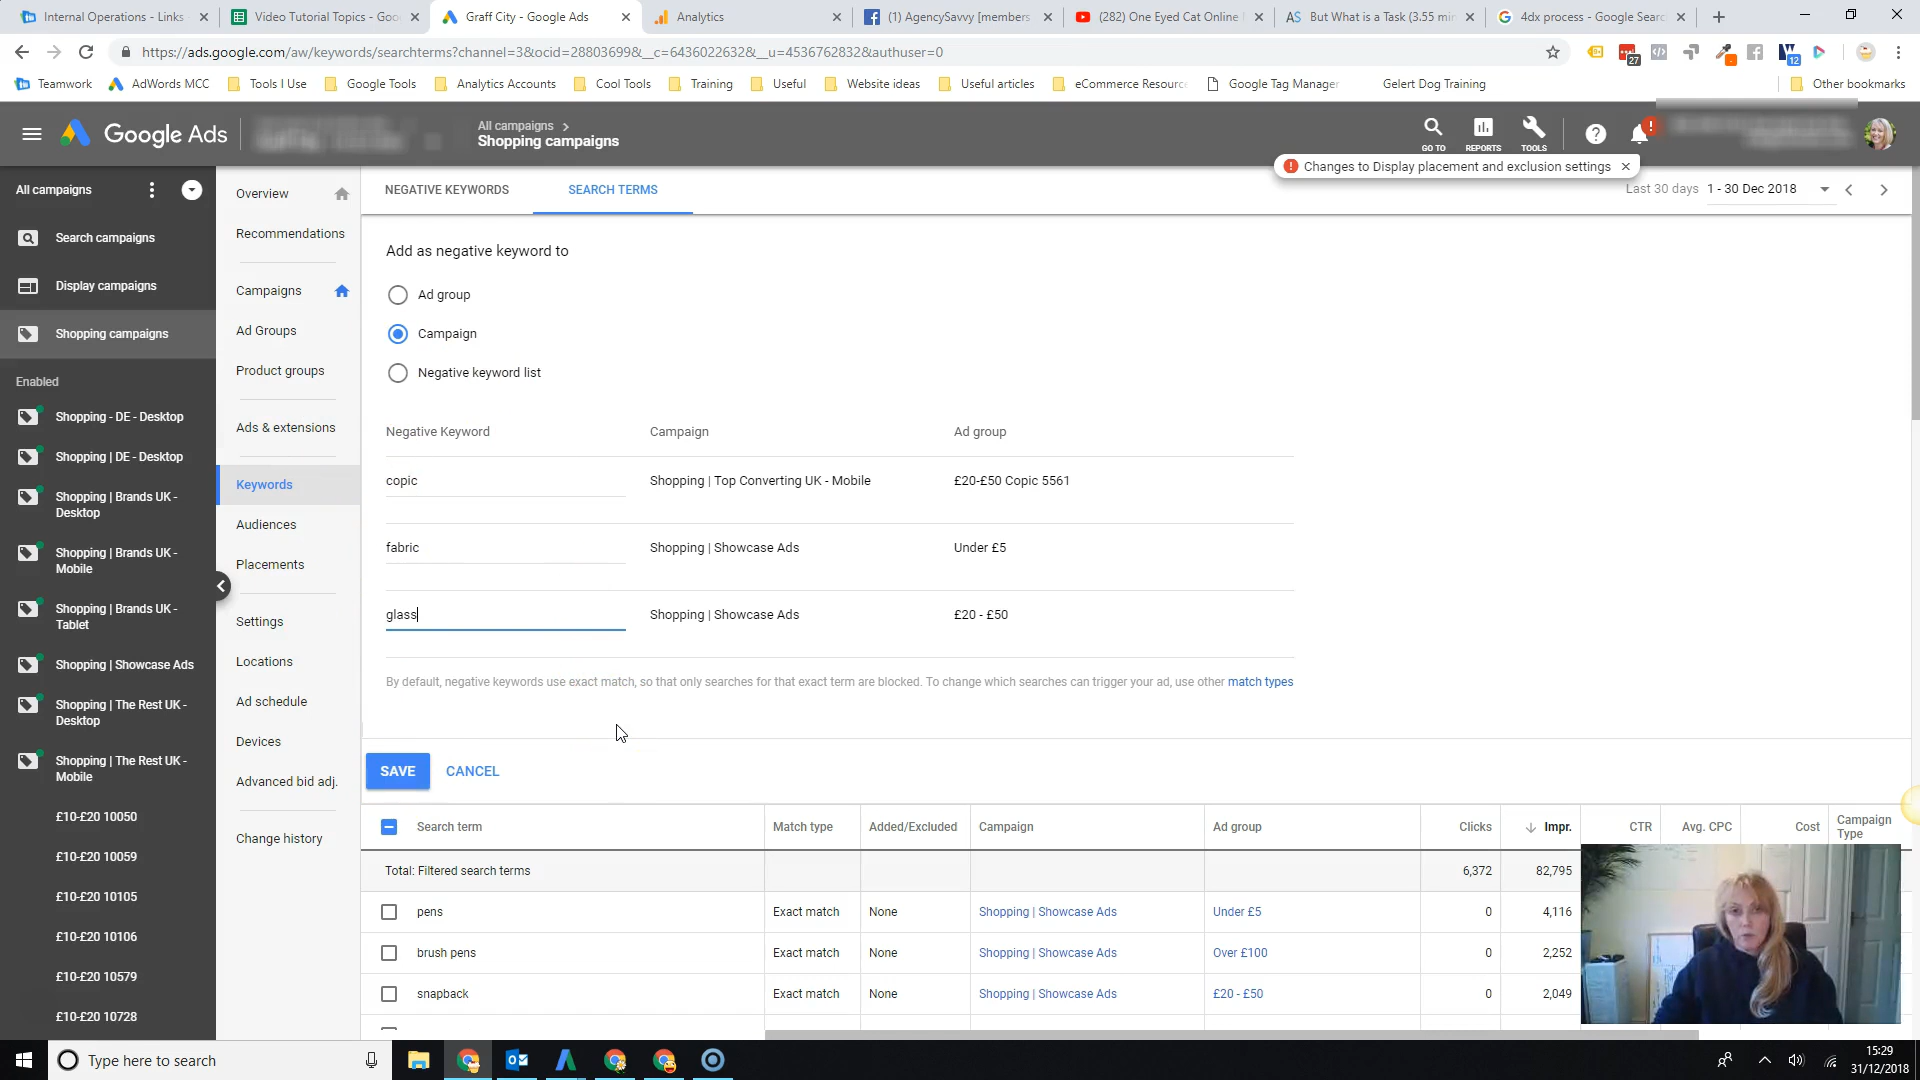 Internal Operations - Links
Video Tutorial Topics - Goo
Graff City - Google Ads
Analytics
(1) AgencySavvy [members
(282) One Eyed Cat Online
AS But What is a Task (3.55 min
4dx process - Google Searc
https://ads.google.com/aw/keywords/searchterms?channel=3&ocid=28803699&__c=6436022632&__u=4536762832&authuser=0
27
12
Teamwork
AdWords MCC
Tools I Use
Google Tools
Analytics Accounts
Cool Tools
Training
Useful
Website ideas
Useful articles
eCommerce Resourc
Google Tag Manager
Gelert Dog Training
Other bookmarks
Google Ads
All campaigns >
Shopping campaigns
GO TO
REPORTS
TOOLS
Changes to Display placement and exclusion settings
All campaigns
Search campaigns
Display campaigns
Shopping campaigns
Enabled
Shopping - DE - Desktop
Shopping | DE - Desktop
Shopping | Brands UK -
Desktop
Shopping | Brands UK -
Mobile
Shopping | Brands UK -
Tablet
Shopping | Showcase Ads
Shopping | The Rest UK -
Desktop
Shopping | The Rest UK -
Mobile
£10-£20 10050
£10-£20 10059
£10-£20 10105
£10-£20 10106
£10-£20 10579
£10-£20 10728
Overview
Recommendations
Campaigns
Ad Groups
Product groups
Ads & extensions
Keywords
Audiences
Placements
Settings
Locations
Ad schedule
Devices
Advanced bid adj.
Change history
NEGATIVE KEYWORDS
SEARCH TERMS
Last 30 days 1 - 30 Dec 2018
Add as negative keyword to
Ad group
Campaign
Negative keyword list
Negative Keyword Campaign Ad group
copic Shopping | Top Converting UK - Mobile £20-£50 Copic 5561
fabric Shopping | Showcase Ads Under £5
glass Shopping | Showcase Ads £20 - £50
By default, negative keywords use exact match, so that only searches for that exact term are blocked. To change which searches can trigger your ad, use other match types
SAVE CANCEL
Search term Match type Added/Excluded Campaign Ad group Clicks Impr. CTR Avg. CPC Cost Campaign
Type
Total: Filtered search terms 6,372 82,795
pens Exact match None Shopping | Showcase Ads Under £5 0 4,116
brush pens Exact match None Shopping | Showcase Ads Over £100 0 2,252
snapback Exact match None Shopping | Showcase Ads £20 - £50 0 2,049
Type here to search
15:29
31/12/2018